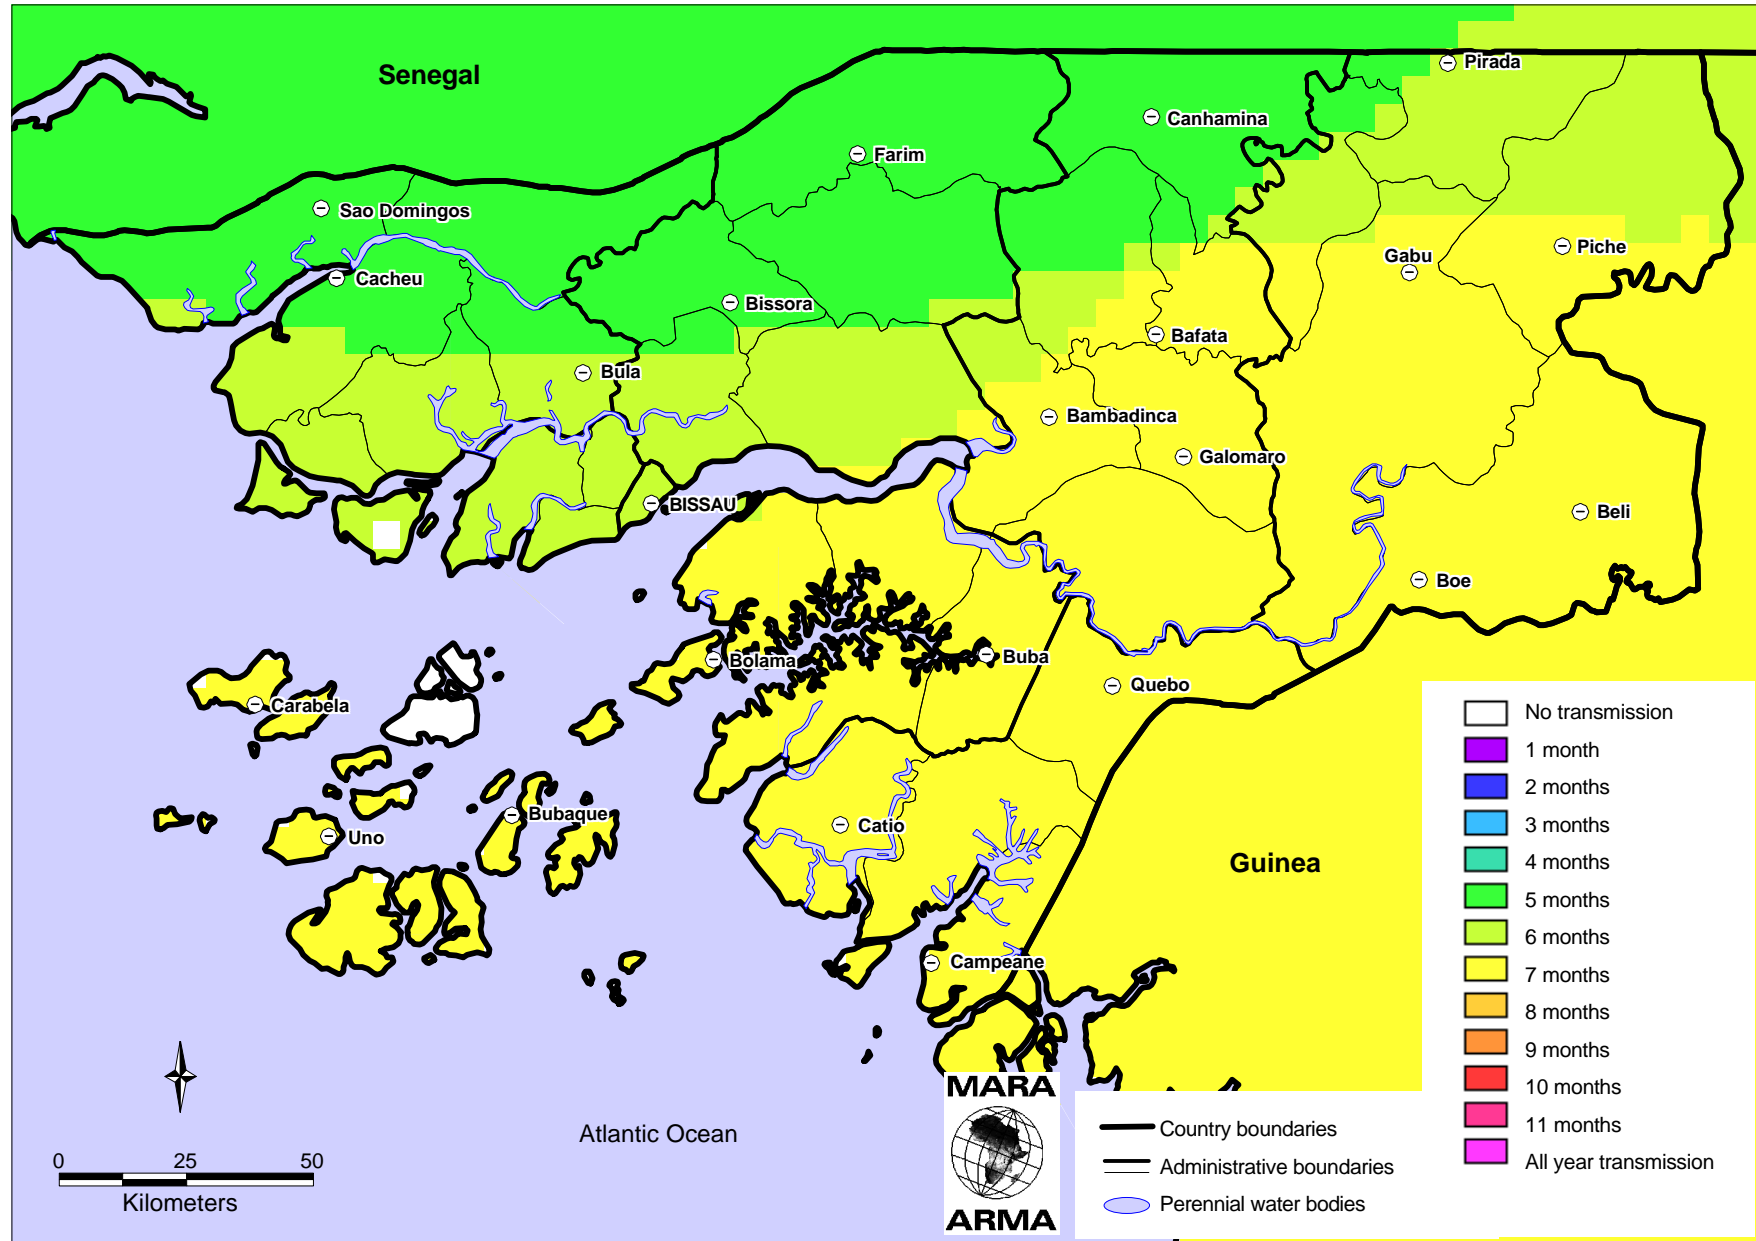 Senegal
Pirada
Canhamina
Farim
Sao Domingos
Piche
Gabu
Cacheu
Bissora
Bafata
Bula
Bambadinca
Galomaro
BISSAU
Beli
Boe
Bolama
Buba
Quebo
Carabela
Bubaque
Uno
Catio
Guinea
Campeane
Atlantic Ocean
0 25 50
Kilometers
MARA
ARMA
Country boundaries
Administrative boundaries
Perennial water bodies
No transmission
1 month
2 months
3 months
4 months
5 months
6 months
7 months
8 months
9 months
10 months
11 months
All year transmission